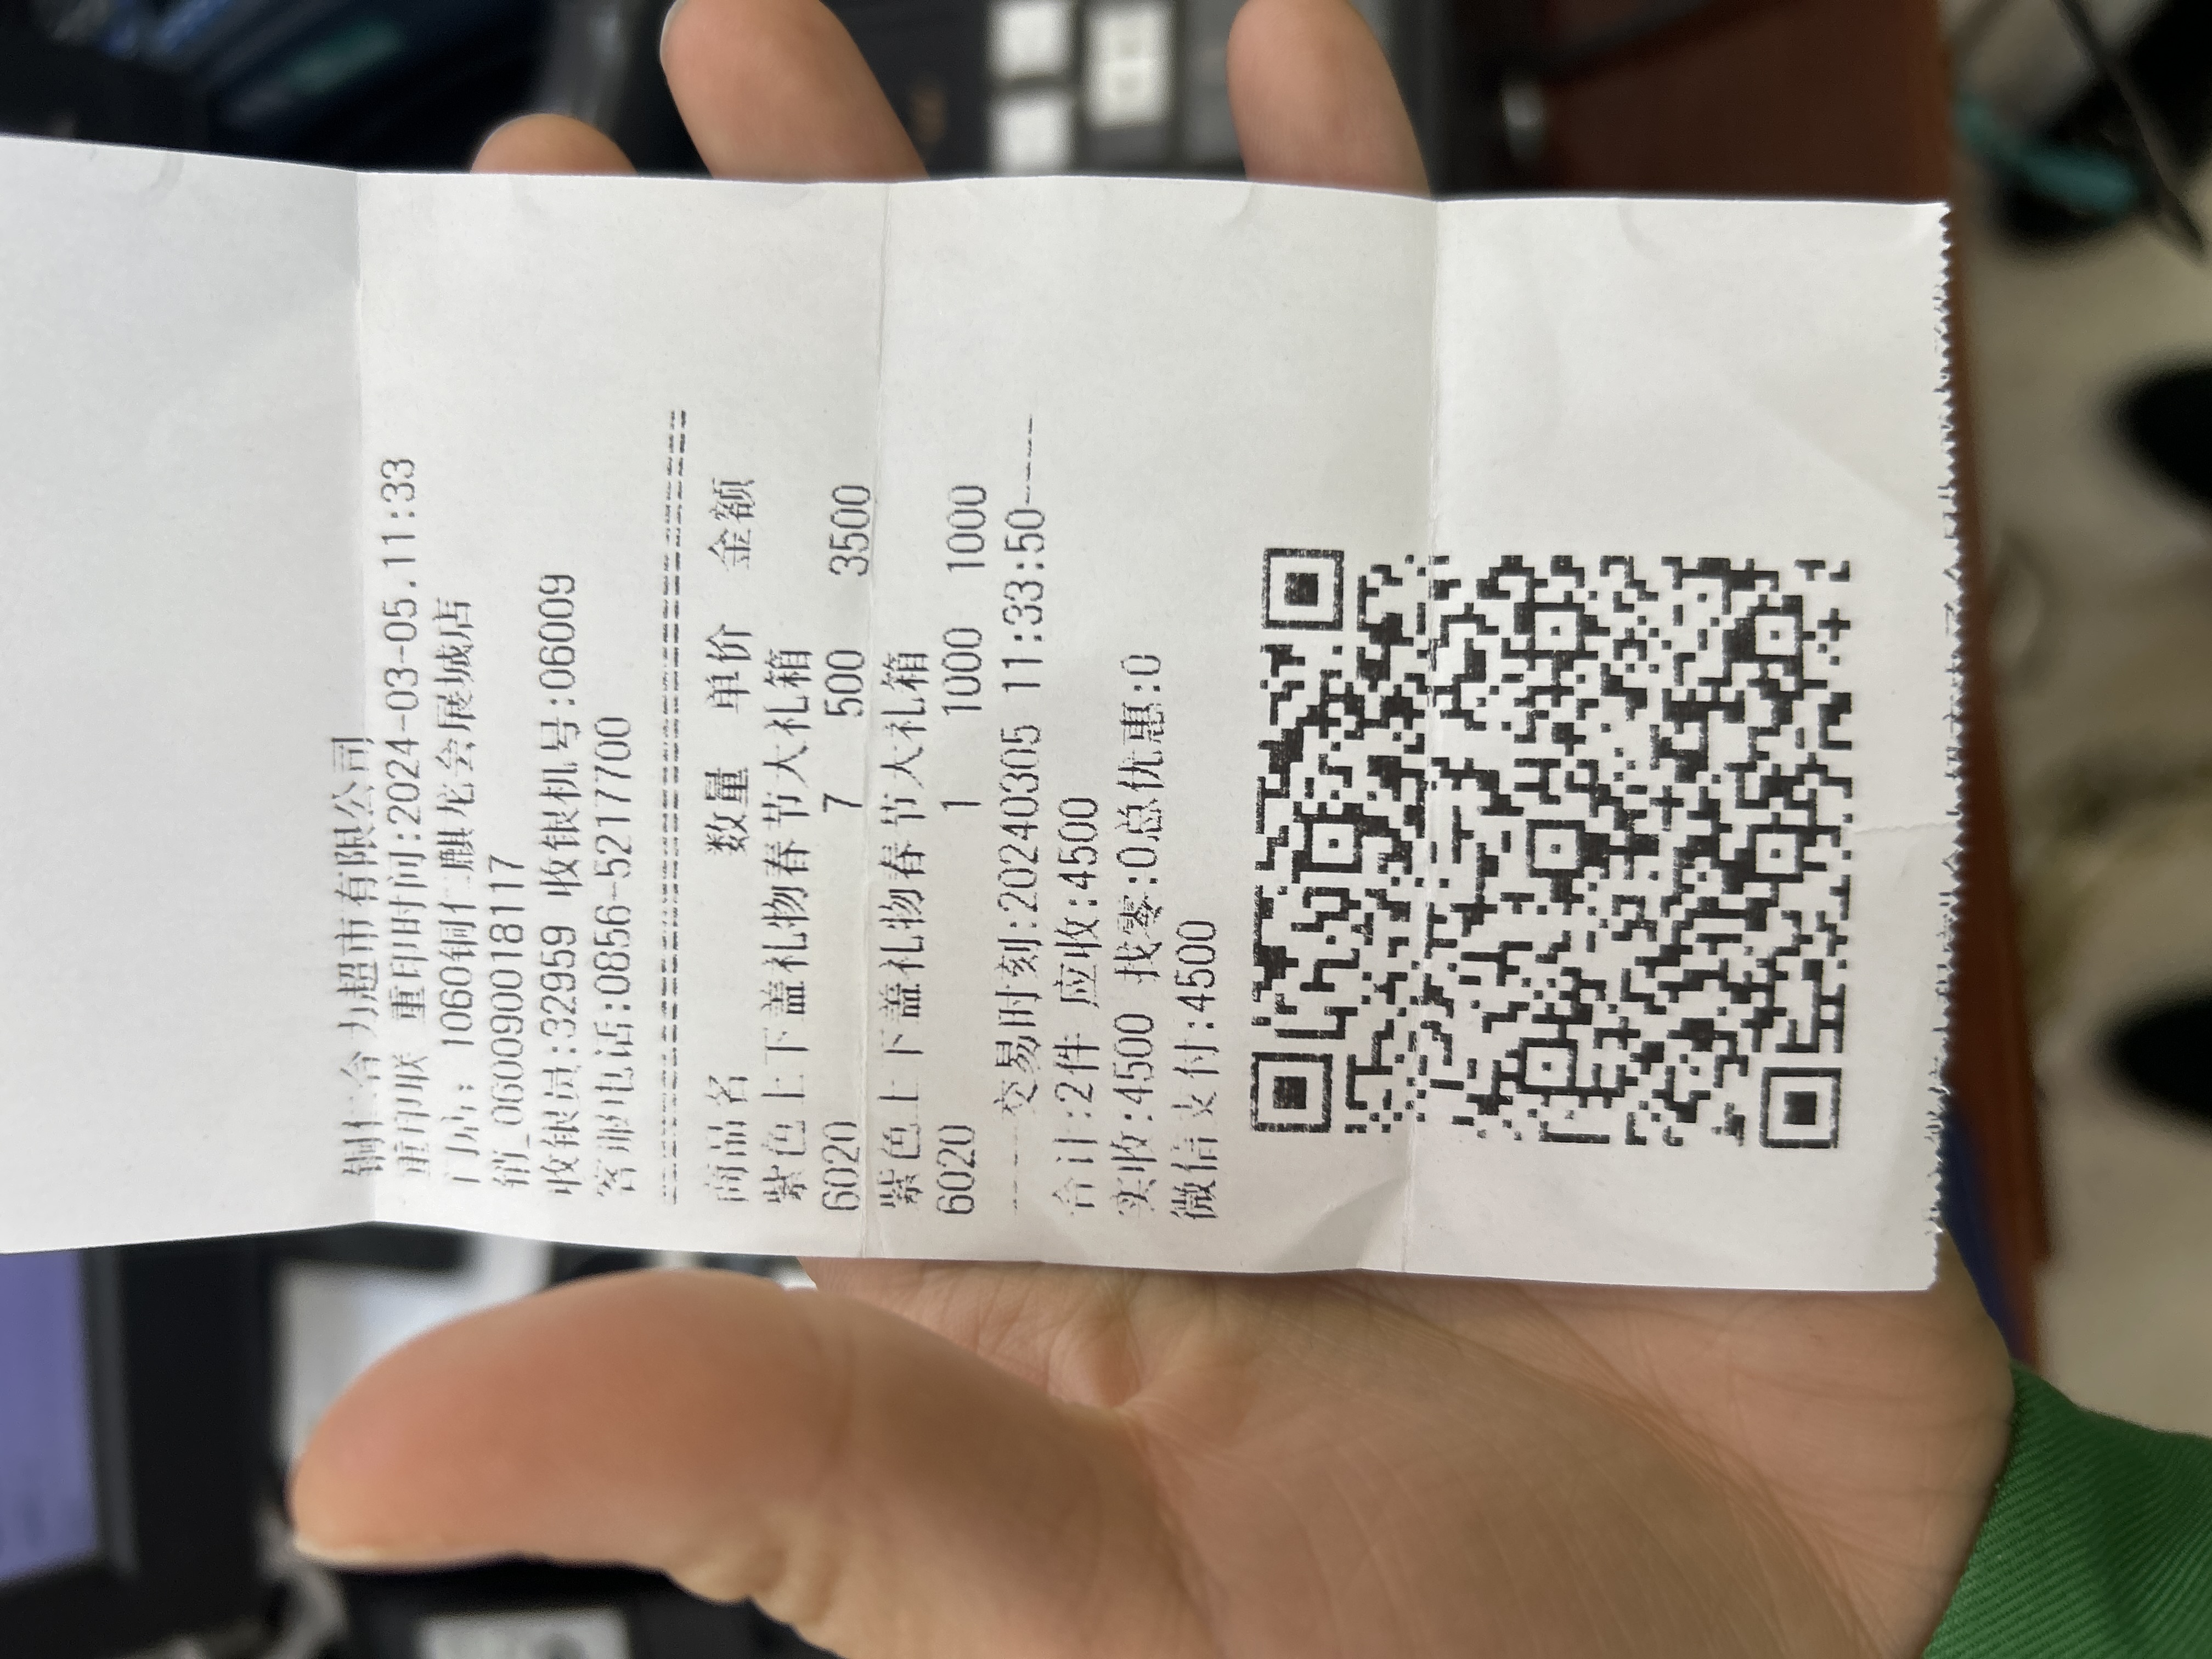 铜仁合力超市有限公司
重印联 重印时间:2024-03-05.11:33
门店: 1060铜仁麒龙会展城店
销_060090018117
收银员:32959 收银机号:06009
客服电话:0856-5217700
商品名 数量 单价 金额
紫色上下盖礼物春节大礼箱
6020 7 500 3500
紫色上下盖礼物春节大礼箱
6020 1 1000 1000
-----交易时刻:20240305 11:33:50-----
合计:2件 应收:4500
实收:4500 找零:0总优惠:0
微信支付:4500